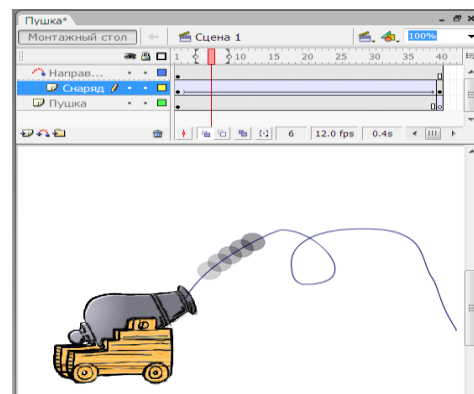 Пушка*
Монтажный стол Сцена 1 100%
1 5 10 15 20 25 30 35 40
Направ...
Снаряд
Пушка
6 12.0 fps 0.4s